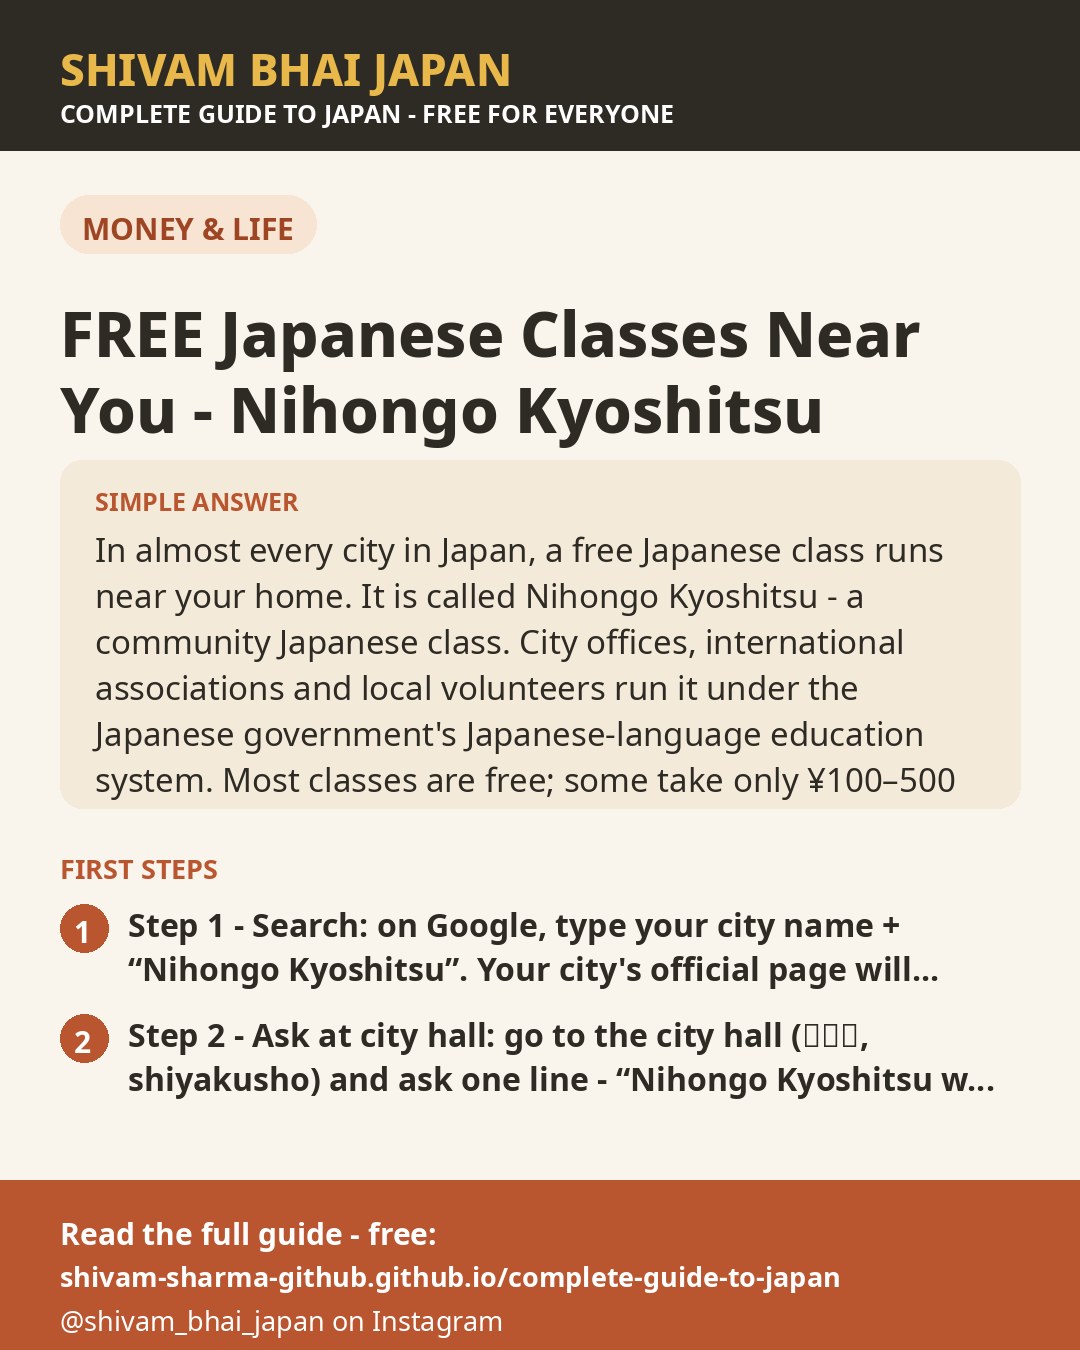 SHIVAM BHAI JAPAN
COMPLETE GUIDE TO JAPAN - FREE FOR EVERYONE
MONEY & LIFE
FREE Japanese Classes Near
You - Nihongo Kyoshitsu
SIMPLE ANSWER
In almost every city in Japan, a free Japanese class runs
near your home. It is called Nihongo Kyoshitsu - a
community Japanese class. City offices, international
associations and local volunteers run it under the
Japanese government's Japanese-language education
system. Most classes are free; some take only ¥100–500
FIRST STEPS
1
Step 1 - Search: on Google, type your city name +
“Nihongo Kyoshitsu”. Your city's official page will...
2
Step 2 - Ask at city hall: go to the city hall (▯▯▯,
shiyakusho) and ask one line - “Nihongo Kyoshitsu w...
Read the full guide - free:
shivam-sharma-github.github.io/complete-guide-to-japan
@shivam_bhai_japan on Instagram